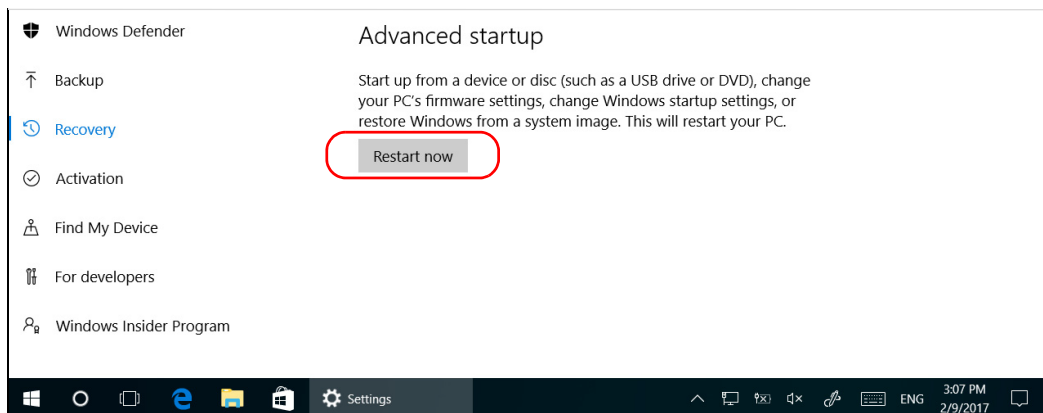 Windows Defender
Backup
Recovery
Activation
Find My Device
For developers
Windows Insider Program
Advanced startup
Start up from a device or disc (such as a USB drive or DVD), change
your PC's firmware settings, change Windows startup settings, or
restore Windows from a system image. This will restart your PC.
Restart now
Settings
ENG
3:07 PM
2/9/2017